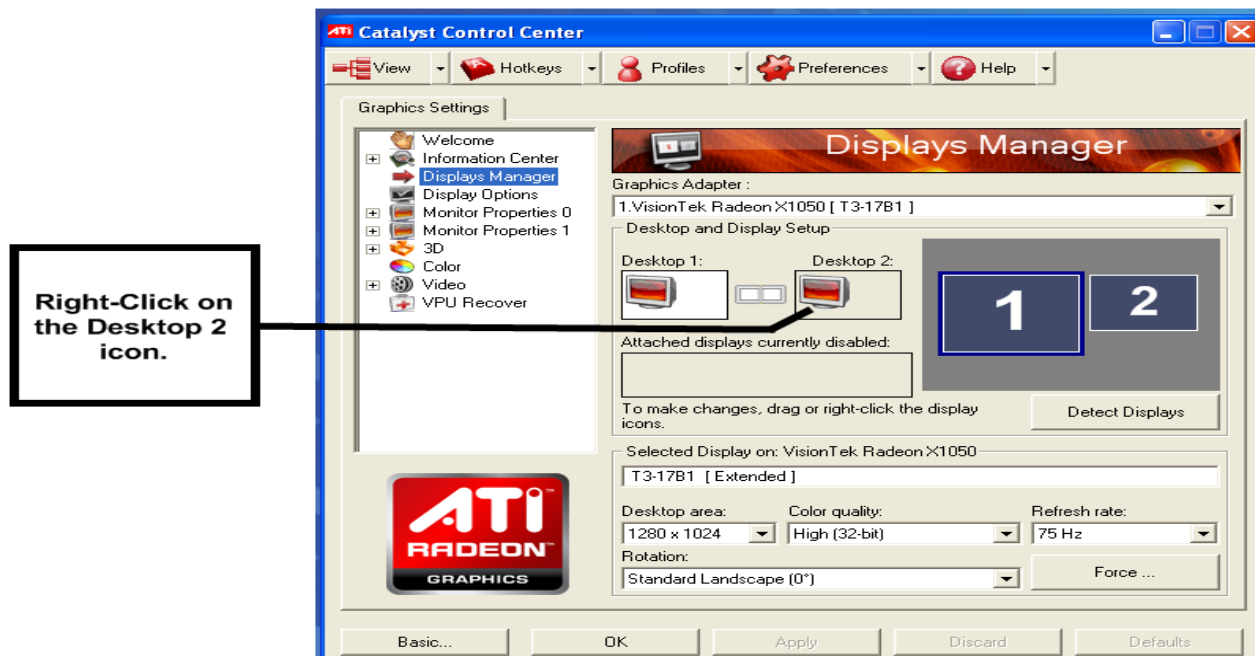 ATI Catalyst Control Center
View
Hotkeys
Profiles
Preferences
Help
Graphics Settings
Welcome
Information Center
Displays Manager
Display Options
Monitor Properties 0
Monitor Properties 1
3D
Color
Video
VPU Recover
Right-Click on
the Desktop 2
icon.
ATI
RADEON
GRAPHICS
Displays Manager
Graphics Adapter :
1.VisionTek Radeon X1050 [ T3-17B1 ]
Desktop and Display Setup
Desktop 1:
Desktop 2:
1
2
Attached displays currently disabled:
To make changes, drag or right-click the display
icons.
Detect Displays
Selected Display on: VisionTek Radeon X1050
T3-17B1 [ Extended ]
Desktop area:
Color quality:
Refresh rate:
1280 x 1024
High (32-bit)
75 Hz
Rotation:
Standard Landscape (0°)
Force ...
Basic...
OK
Apply
Discard
Defaults